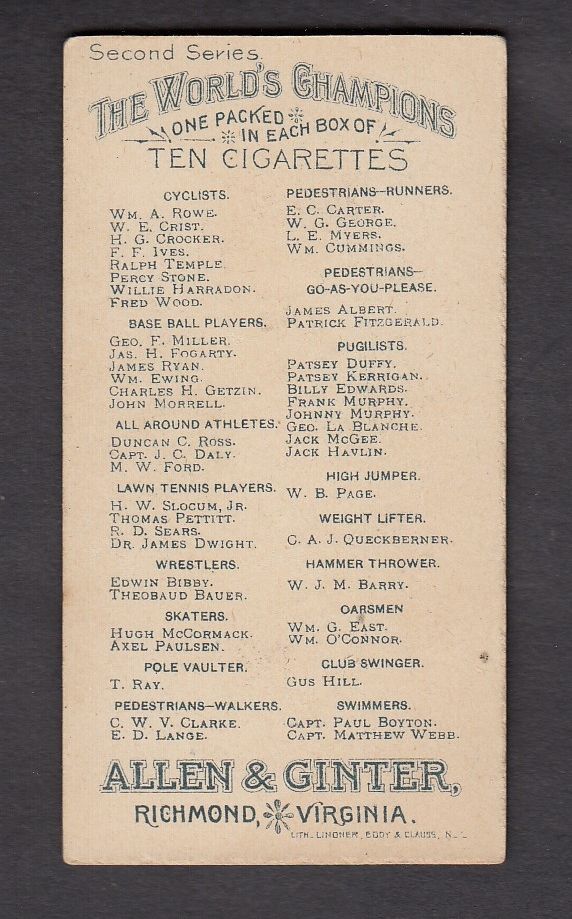 Second Series.
THE WORLD'S CHAMPIONS
ONE PACKED
IN EACH BOX OF
TEN CIGARETTES
CYCLISTS.
WM. A. ROWE.
W. E. CRIST.
H. G. CROCKER.
F. F. IVES.
RALPH TEMPLE.
PERCY STONE.
WILLIE HARRADON.
FRED WOOD.
BASE BALL PLAYERS.
GEO. F. MILLER.
JAS. H. FOGARTY.
JAMES RYAN.
WM. EWING.
CHARLES H. GETZIN.
JOHN MORRELL.
ALL AROUND ATHLETES.
DUNCAN C. ROSS.
CAPT. J. C. DALY.
M. W. FORD.
LAWN TENNIS PLAYERS.
H. W. SLOCUM, JR.
THOMAS PETTITT.
R. D. SEARS.
DR. JAMES DWIGHT.
WRESTLERS.
EDWIN BIBBY.
THEOBAUD BAUER.
SKATERS.
HUGH MCCORMACK.
AXEL PAULSEN.
POLE VAULTER.
T. RAY.
PEDESTRIANS-WALKERS.
C. W. V. CLARKE.
E. D. LANGE.
PEDESTRIANS-RUNNERS.
E. C. CARTER.
W. G. GEORGE.
L. E. MYERS.
WM. CUMMINGS.
PEDESTRIANS-
GO-AS-YOU-PLEASE.
JAMES ALBERT.
PATRICK FITZGERALD.
PUGILISTS.
PATSEY DUFFY.
PATSEY KERRIGAN.
BILLY EDWARDS.
FRANK MURPHY.
JOHNNY MURPHY.
GEO. LA BLANCHE.
JACK MCGEE.
JACK HAVLIN.
HIGH JUMPER.
W. B. PAGE.
WEIGHT LIFTER.
C. A. J. QUECKBERNER.
HAMMER THROWER.
W. J. M. BARRY.
OARSMEN
WM. G. EAST.
WM. O'CONNOR.
CLUB SWINGER.
GUS HILL.
SWIMMERS.
CAPT. PAUL BOYTON.
CAPT. MATTHEW WEBB.
ALLEN & GINTER,
RICHMOND, VIRGINIA.
LITH. LINDNER, EDDY & CLAUSS, N.